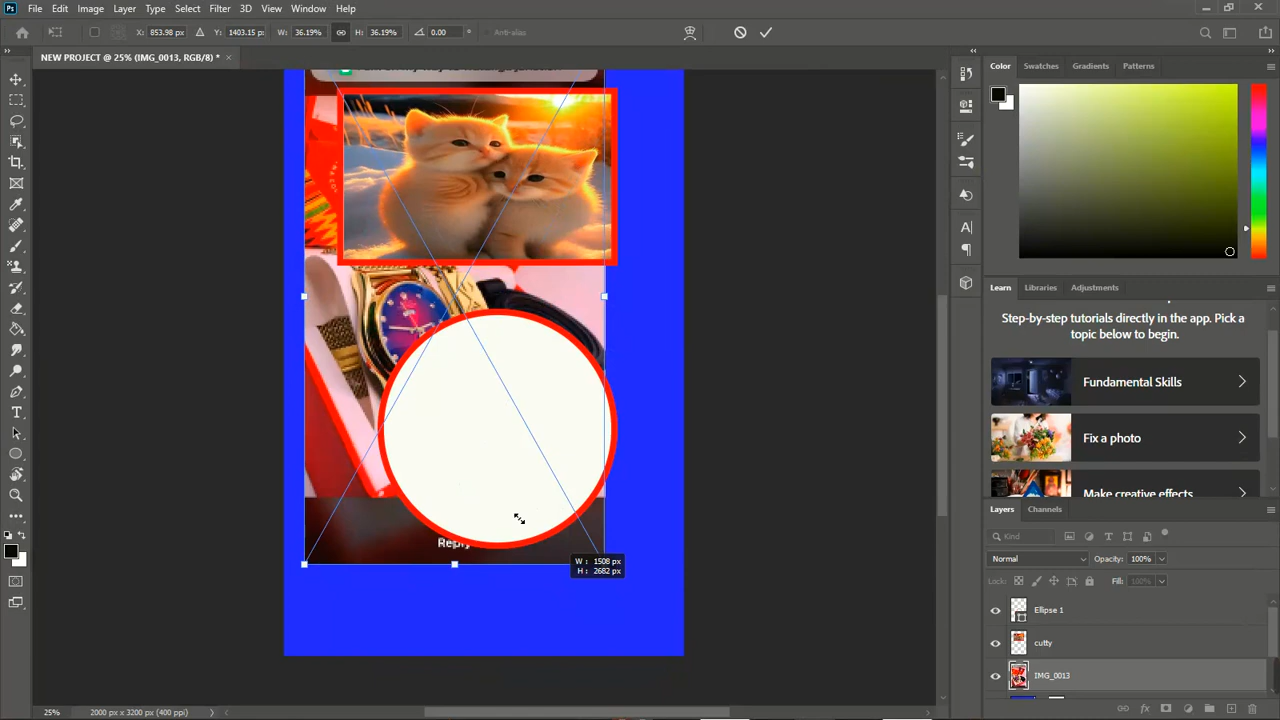 Ps File Edit Image Layer Type Select Filter 3D View Window Help
X: 853.98 px Y: 1403.15 px W: 36.19% H: 36.19% 0.00 ° Anti-alias
NEW PROJECT @ 25% (IMG_0013, RGB/8) * ×
Color Swatches Gradients Patterns
Learn Libraries Adjustments
Step-by-step tutorials directly in the app. Pick a
topic below to begin.
Fundamental Skills
Fix a photo
Make creative effects
Reply
W: 1508 px
H: 2682 px
Layers Channels
Kind
Normal Opacity: 100%
Lock: Fill: 100%
Ellipse 1
cutty
IMG_0013
25% 2000 px x 3200 px (400 ppi)